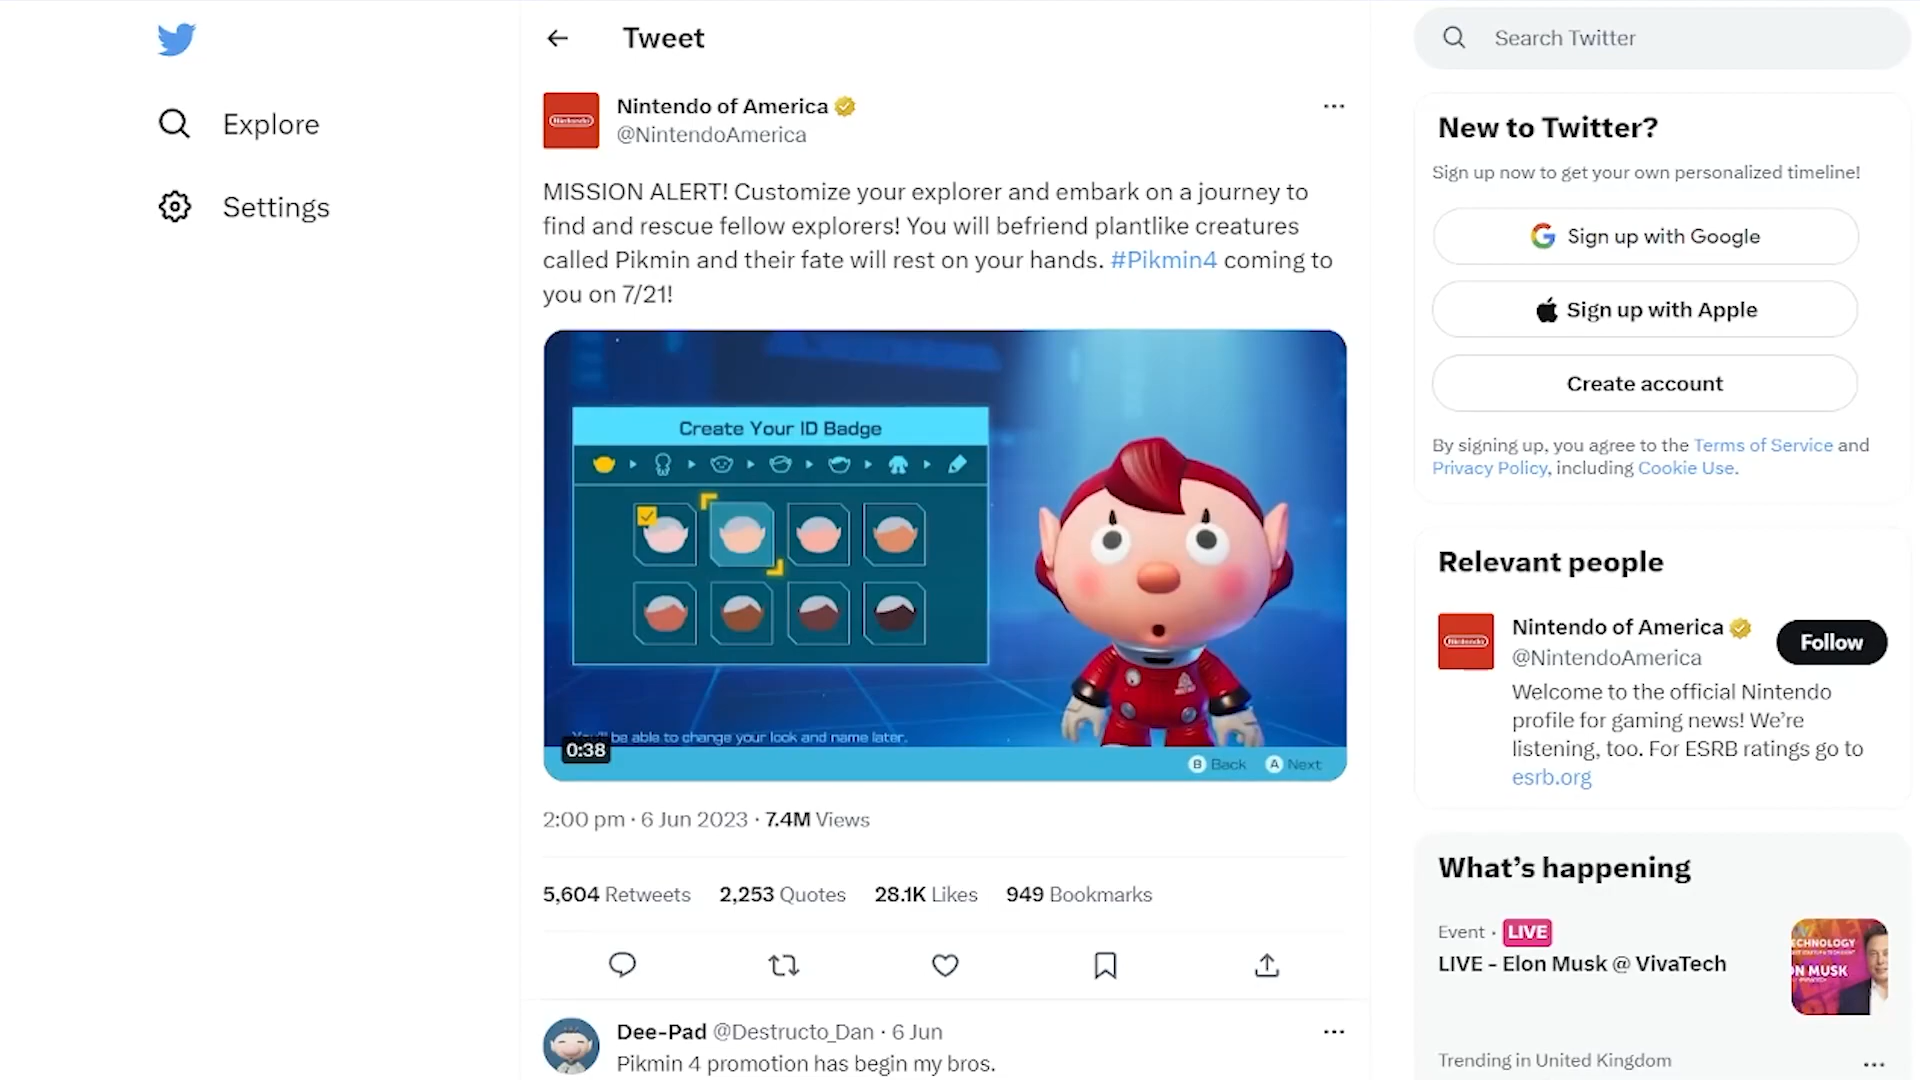 Tweet
Search Twitter
Explore
Settings
Nintendo
Nintendo of America
@NintendoAmerica
MISSION ALERT! Customize your explorer and embark on a journey to
find and rescue fellow explorers! You will befriend plantlike creatures
called Pikmin and their fate will rest on your hands. #Pikmin4 coming to
you on 7/21!
Create Your ID Badge
You'll be able to change your look and name later.
0:38
B Back
A Next
2:00 pm · 6 Jun 2023 · 7.4M Views
5,604 Retweets 2,253 Quotes 28.1K Likes 949 Bookmarks
Dee-Pad @Destructo_Dan · 6 Jun
Pikmin 4 promotion has begin my bros.
New to Twitter?
Sign up now to get your own personalized timeline!
Sign up with Google
Sign up with Apple
Create account
By signing up, you agree to the Terms of Service and
Privacy Policy, including Cookie Use.
Relevant people
Nintendo
Nintendo of America
@NintendoAmerica
Follow
Welcome to the official Nintendo
profile for gaming news! We're
listening, too. For ESRB ratings go to
esrb.org
What's happening
Event · LIVE
LIVE - Elon Musk @ VivaTech
ECHNOLOGY
ON MUSK
Trending in United Kingdom